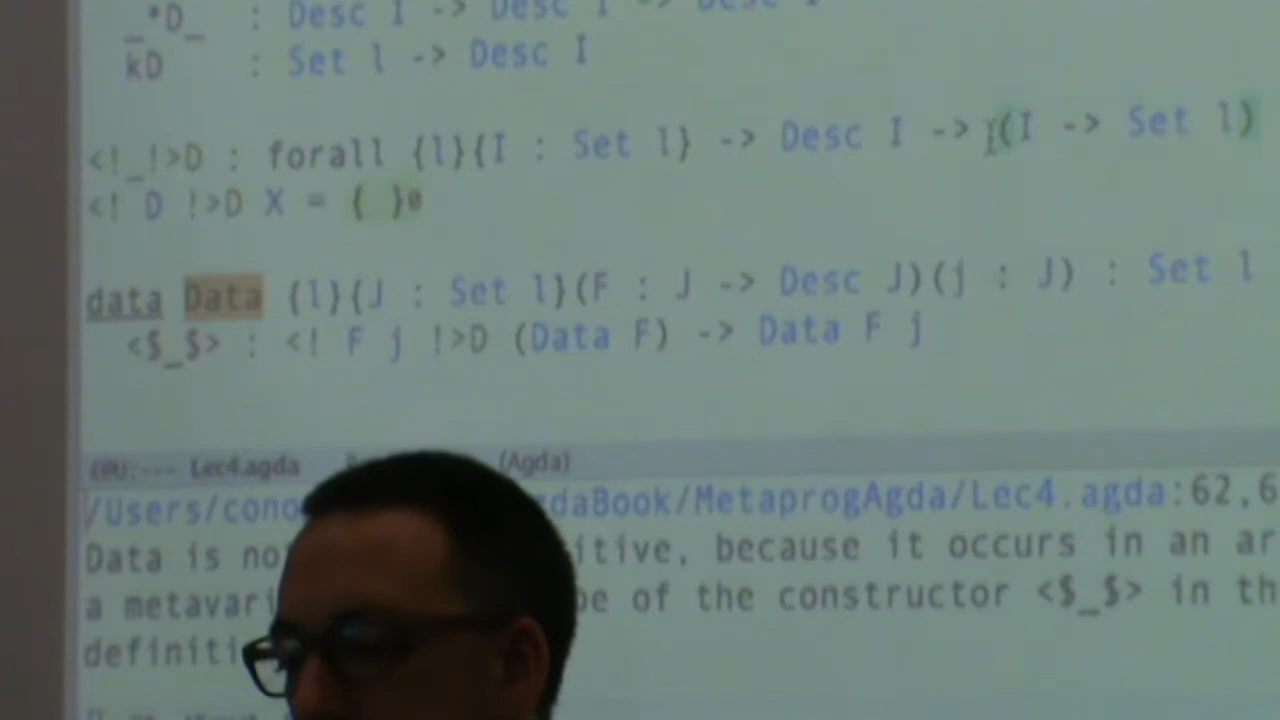 _*D_ : Desc I -> Desc I -> Desc I
kD : Set l -> Desc I
<!_!>D : forall {l}{I : Set l} -> Desc I -> (I -> Set l)
<! D !>D X = { }0
data Data {l}{J : Set l}(F : J -> Desc J)(j : J) : Set l
<$_$> : <! F j !>D (Data F) -> Data F j
Lec4.agda (Agda)
/Users/cono daBook/MetaprogAgda/Lec4.agda:62,6
Data is no itive, because it occurs in an ar
a metavari pe of the constructor <$_$> in th
definiti